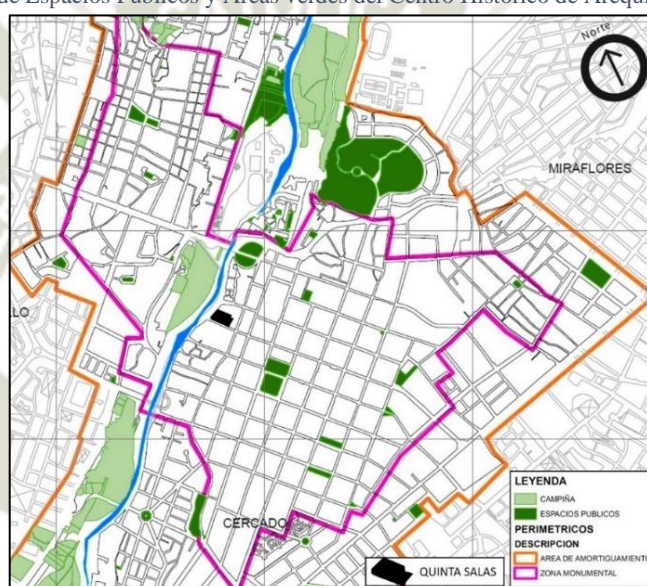 de Espacios Públicos y Áreas verdes del Centro Histórico de
Norte
MIRAFLORES
LO
CERCADO
LEYENDA
CAMPIÑA
ESPACIOS PUBLICOS
PERIMETRICOS
DESCRIPCION
AREA DE AMORTIGUAMIENTO
ZONA MONUMENTAL
QUINTA SALAS